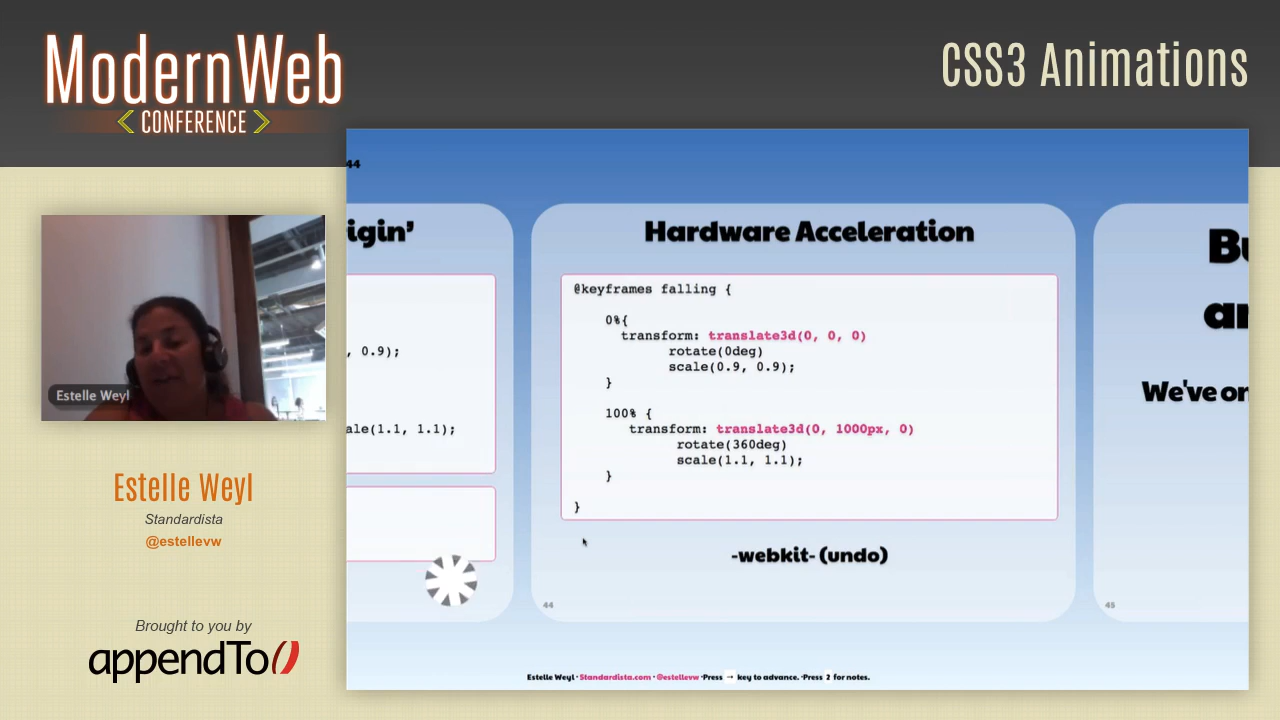 ModernWeb
< CONFERENCE >
CSS3 Animations
44
igin’
, 0.9);
ale(1.1, 1.1);
Hardware Acceleration
@keyframes falling {
0%{
transform: translate3d(0, 0, 0)
rotate(0deg)
scale(0.9, 0.9);
}
100% {
transform: translate3d(0, 1000px, 0)
rotate(360deg)
scale(1.1, 1.1);
}
}
-webkit- (undo)
44
We've on
45
Estelle Weyl · Standardista.com · @estellevw ·Press → key to advance. ·Press 2 for notes.
Estelle Weyl
Estelle Weyl
Standardista
@estellevw
Brought to you by
appendTo()